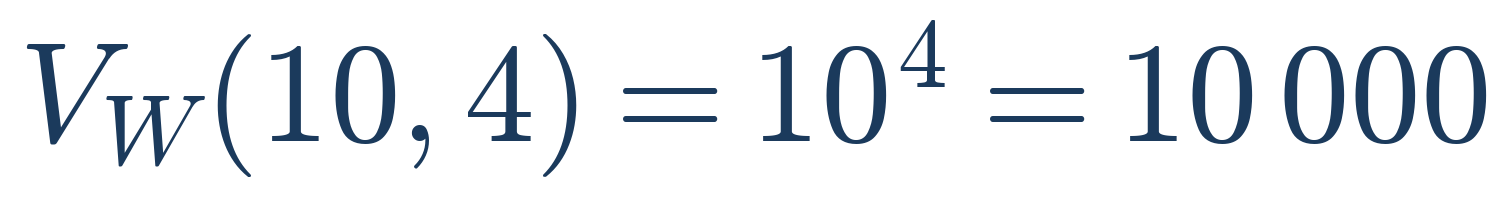 V_W(10, 4) = 10^4 = 10 000